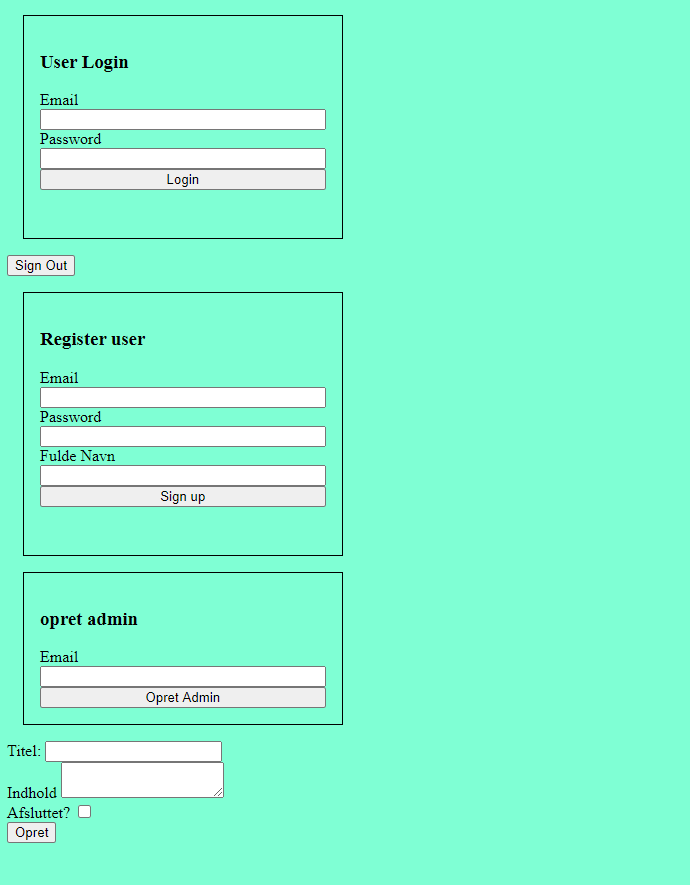 User Login
Email
Password
Login
Sign Out
Register user
Email
Password
Fulde Navn
Sign up
opret admin
Email
Opret Admin
Titel:
Indhold
Afsluttet?
Opret